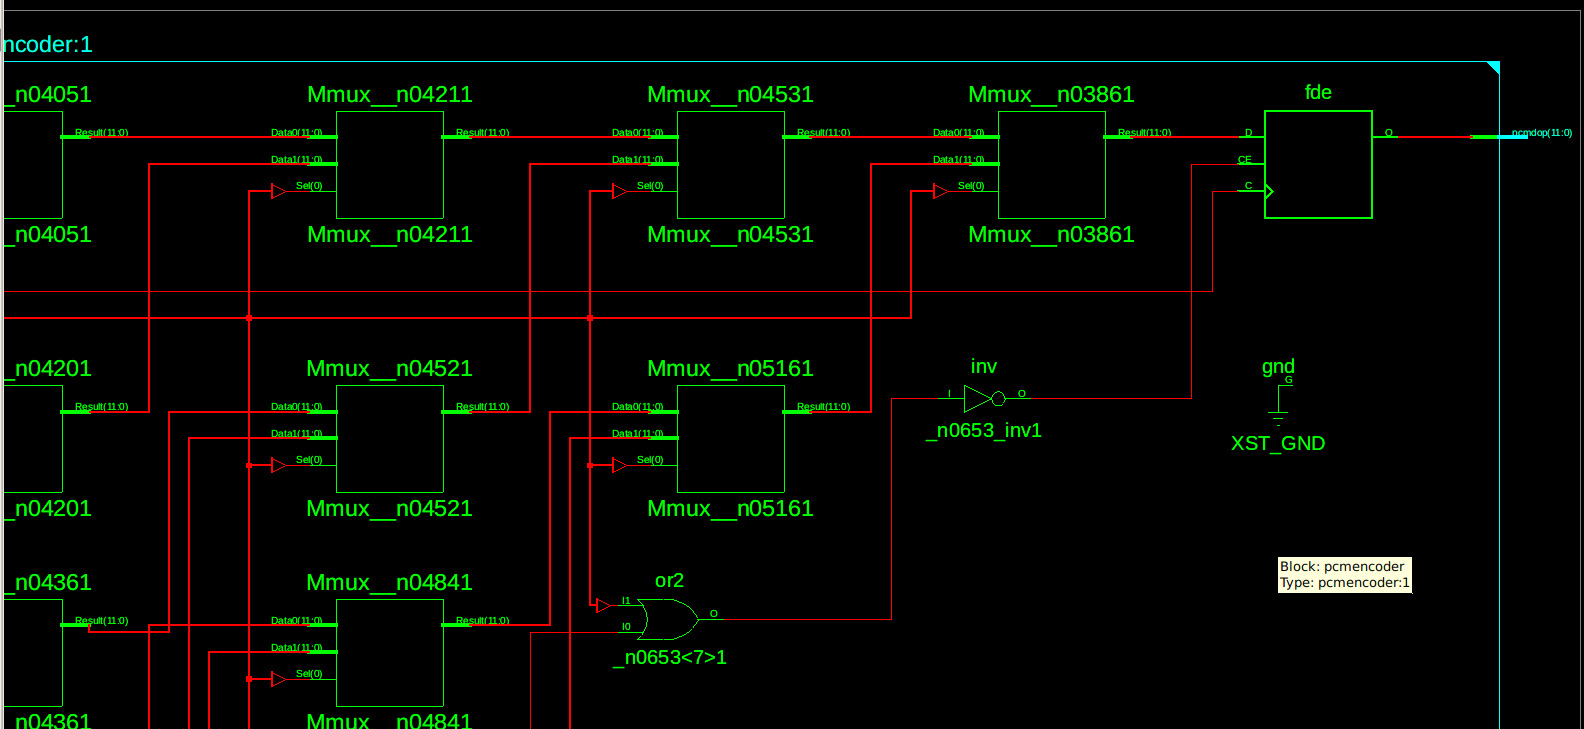 ncoder:1
_n04051
Mmux__n04211
Mmux__n04531
Mmux__n03861
fde
Result(11:0)
Data0(11:0)
Result(11:0)
Data0(11:0)
Result(11:0)
Data0(11:0)
Result(11:0)
D
Q
pcmdop(11:0)
Data1(11:0)
Data1(11:0)
Data1(11:0)
CE
Sel(0)
Sel(0)
Sel(0)
C
_n04051
Mmux__n04211
Mmux__n04531
Mmux__n03861
_n04201
Mmux__n04521
Mmux__n05161
inv
gnd
G
I
O
Result(11:0)
Data0(11:0)
Result(11:0)
Data0(11:0)
Result(11:0)
Data1(11:0)
Data1(11:0)
_n0653_inv1
XST_GND
Sel(0)
Sel(0)
_n04201
Mmux__n04521
Mmux__n05161
_n04361
Mmux__n04841
or2
Block: pcmencoder
Type: pcmencoder:1
Result(11:0)
Data0(11:0)
Result(11:0)
I1
O
I0
Data1(11:0)
_n0653<7>1
Sel(0)
_n04361
Mmux__n04841